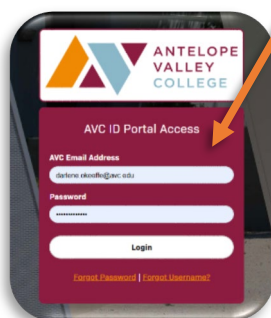 ANTELOPE
VALLEY
COLLEGE
AVC ID Portal Access
AVC Email Address
darlene.okeeffe@avc.edu
Password
•••••••••••••
Login
Forgot Password | Forgot Username?